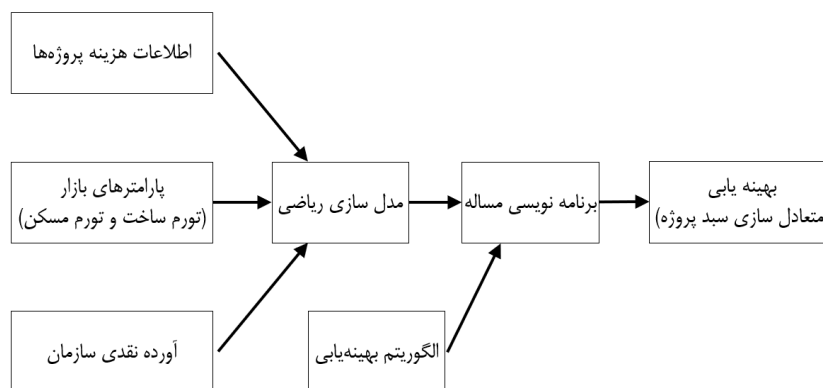 اطلاعات هزینه پروژه‌ها
پارامترهای بازار
(تورم ساخت و تورم مسکن)
مدل سازی ریاضی
برنامه نویسی مساله
بهینه یابی
(متعادل سازی سبد پروژه)
آورده نقدی سازمان
الگوریتم بهینه‌یابی